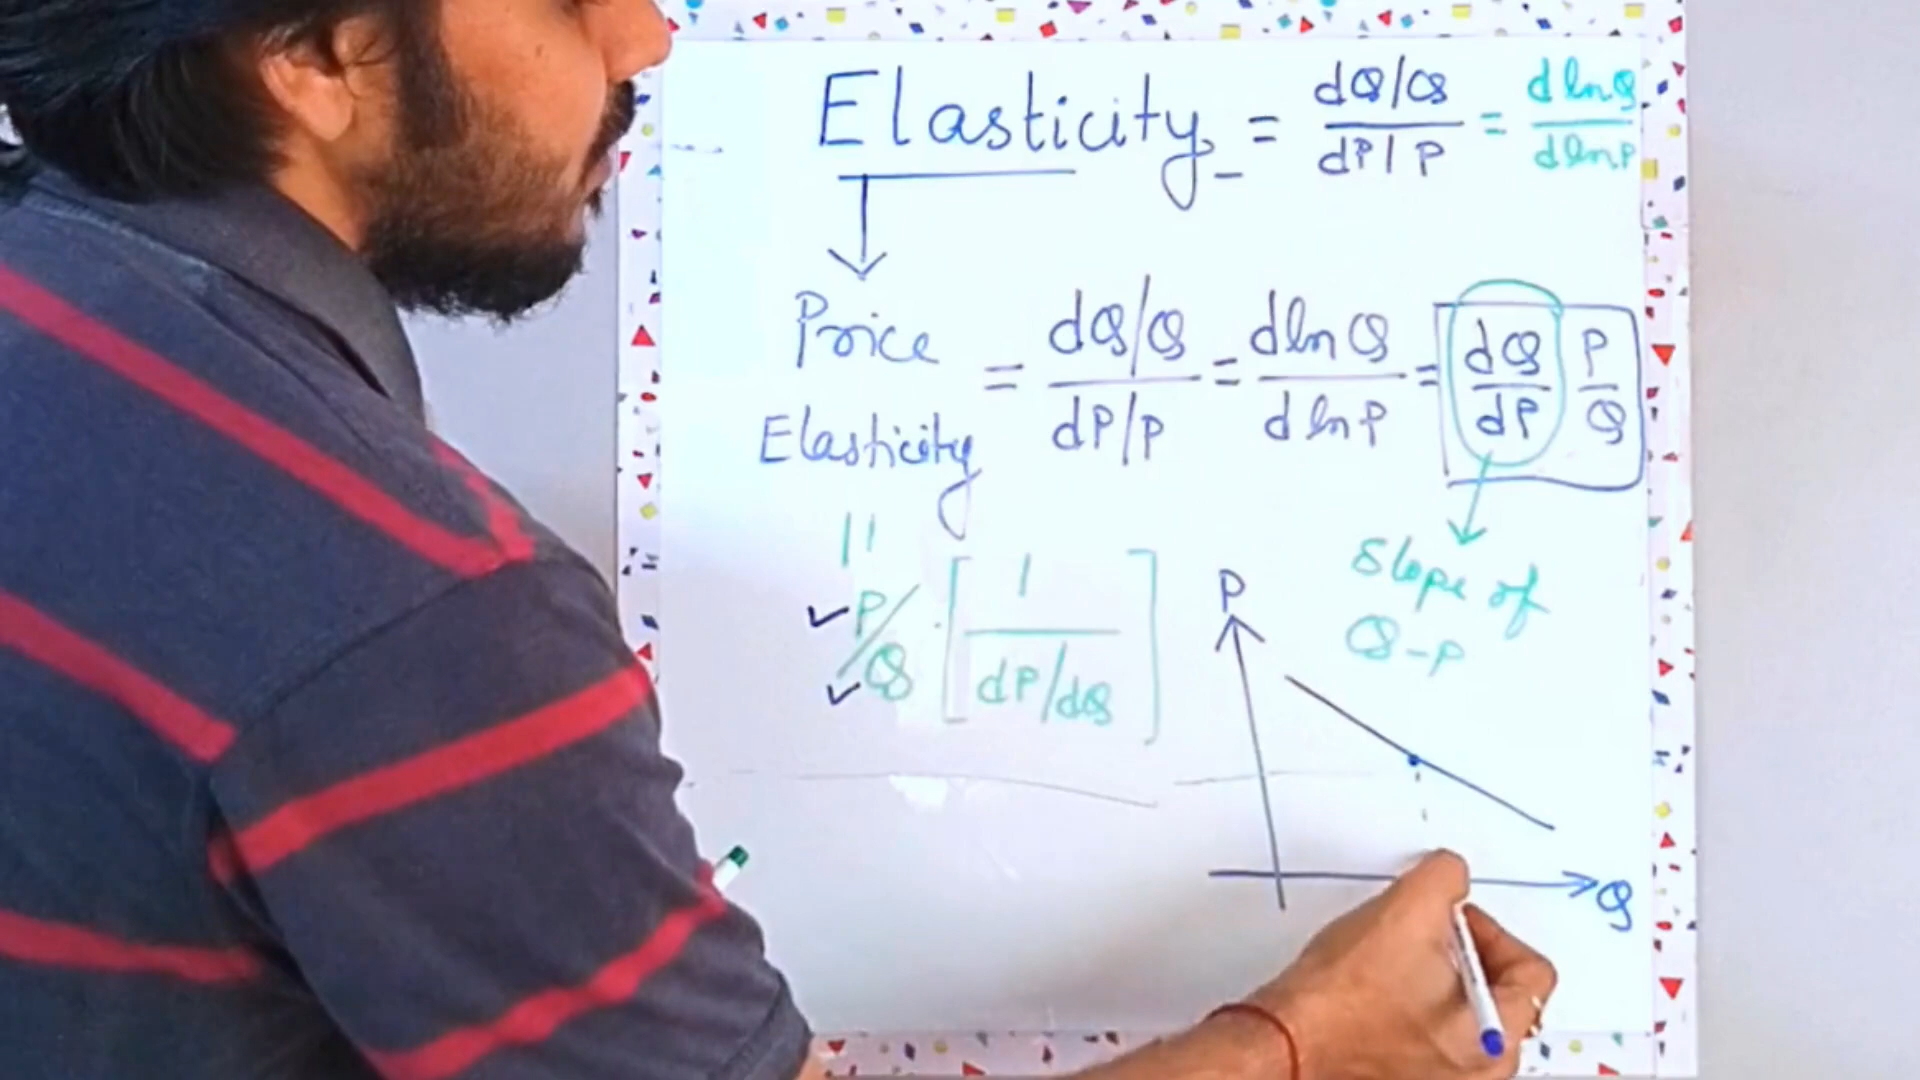 Elasticity = dQ/Q / dP/P = dlnQ / dlnP
Price Elasticity = dQ/Q / dP/P = dlnQ / dlnP = dQ/dP P/Q
||
P/Q · [1 / dP/dQ]
Slope of
Q-P
P
Q